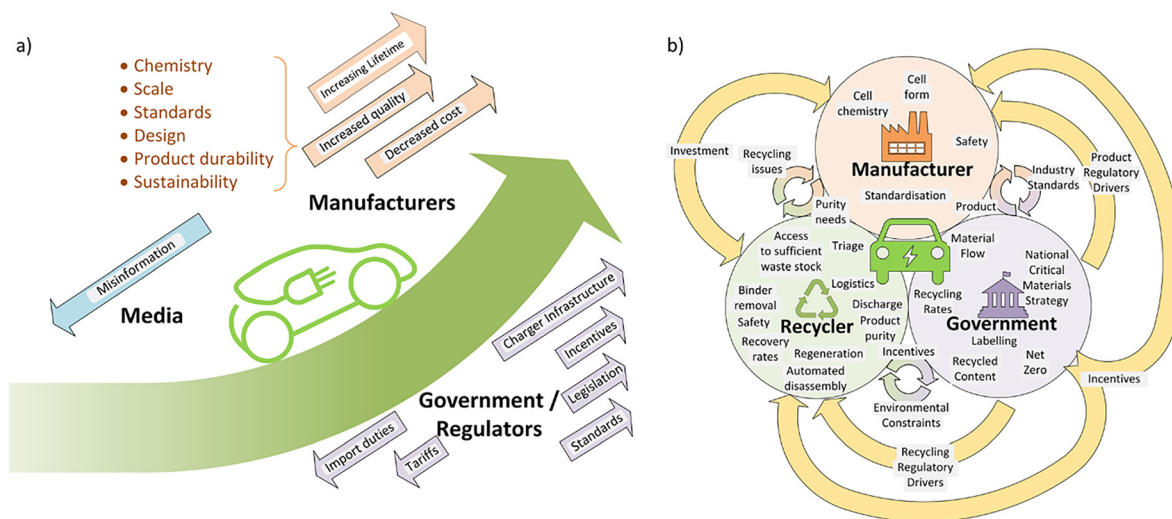 a)
• Chemistry
• Scale
• Standards
• Design
• Product durability
• Sustainability
Increasing Lifetime
Increased quality
Decreased cost
Manufacturers
Misinformation
Media
Charger Infrastructure
Incentives
Legislation
Standards
Government /
Regulators
Import duties
Tariffs
b)
Cell
form
Cell
chemistry
Safety
Manufacturer
Standardisation
Investment
Recycling
issues
Purity
needs
Industry
Standards
Product
Product
Regulatory
Drivers
Access
to sufficient
waste stock
Triage
Logistics
Binder
removal
Safety
Recycler
Discharge
Product
purity
Recovery
rates
Regeneration
Automated
disassembly
Material
Flow
National
Critical
Materials
Strategy
Recycling
Rates
Government
Labelling
Recycled
Content
Net
Zero
Incentives
Environmental
Constraints
Incentives
Recycling
Regulatory
Drivers